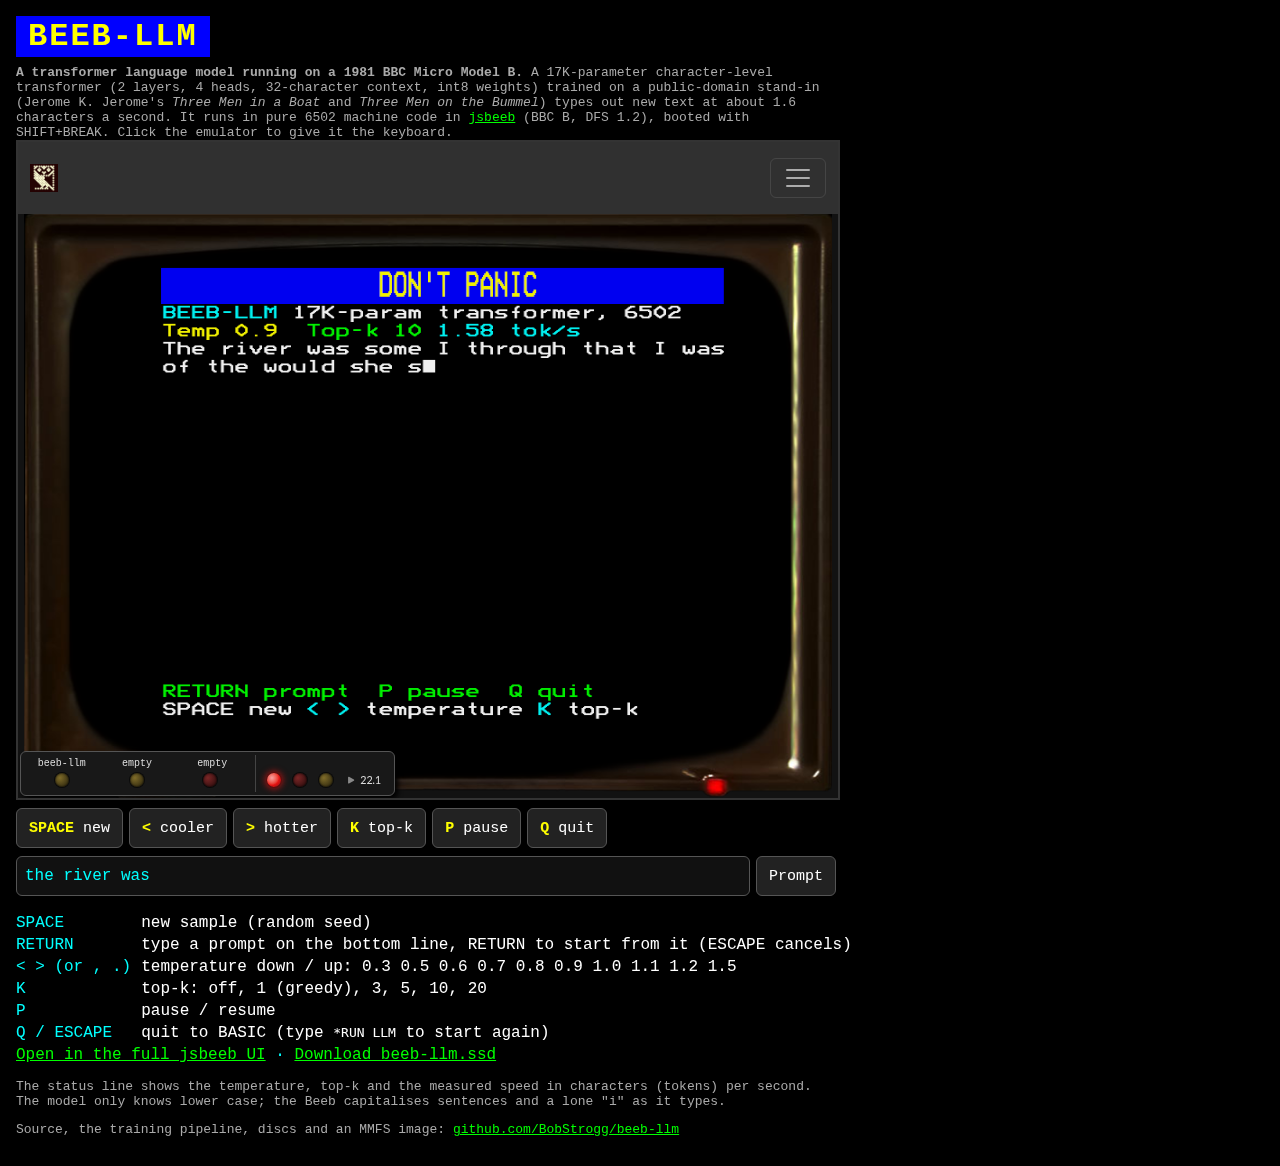 BEEB-LLM
A transformer language model running on a 1981 BBC Micro Model B. A 17K-parameter character-level
transformer (2 layers, 4 heads, 32-character context, int8 weights) trained on a public-domain stand-in
(Jerome K. Jerome's Three Men in a Boat and Three Men on the Bummel) types out new text at about 1.6
characters a second. It runs in pure 6502 machine code in jsbeeb (BBC B, DFS 1.2), booted with
SHIFT+BREAK. Click the emulator to give it the keyboard.
DON'T PANIC
BEEB-LLM 17K-param transformer, 6502
Temp 0.9 Top-k 10 1.58 tok/s
The river was some I through that I was
of the would she s
RETURN prompt P pause Q quit
SPACE new < > temperature K top-k
beeb-llm empty empty
22.1
SPACE new < cooler > hotter K top-k P pause Q quit
the river was Prompt
SPACE new sample (random seed)
RETURN type a prompt on the bottom line, RETURN to start from it (ESCAPE cancels)
< > (or , .) temperature down / up: 0.3 0.5 0.6 0.7 0.8 0.9 1.0 1.1 1.2 1.5
K top-k: off, 1 (greedy), 3, 5, 10, 20
P pause / resume
Q / ESCAPE quit to BASIC (type *RUN LLM to start again)
Open in the full jsbeeb UI · Download beeb-llm.ssd
The status line shows the temperature, top-k and the measured speed in characters (tokens) per second.
The model only knows lower case; the Beeb capitalises sentences and a lone "i" as it types.
Source, the training pipeline, discs and an MMFS image: github.com/BobStrogg/beeb-llm